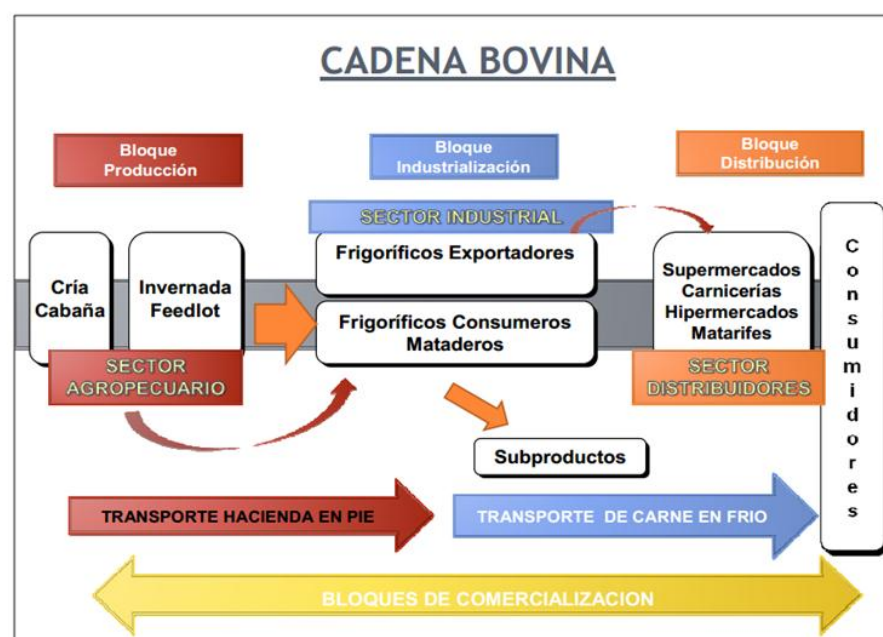 CADENA BOVINA
Bloque
Producción
Bloque
Industrialización
Bloque
Distribución
SECTOR INDUSTRIAL
Cría
Cabaña
Invernada
Feedlot
SECTOR
AGROPECUARIO
Frigoríficos Exportadores
Frigoríficos Consumeros
Mataderos
Supermercados
Carnicerías
Hipermercados
Matarifes
SECTOR
DISTRIBUIDORES
Consumidores
Subproductos
TRANSPORTE HACIENDA EN PIE
TRANSPORTE DE CARNE EN FRIO
BLOQUES DE COMERCIALIZACION